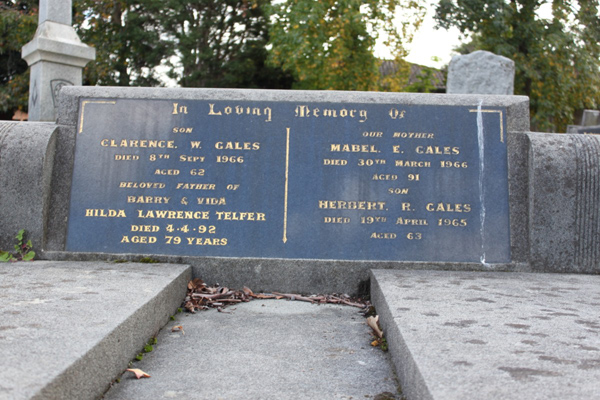 In Loving Memory Of
SON
CLARENCE. W. GALES
DIED 8TH SEPT 1966
AGED 62
BELOVED FATHER OF
BARRY & VIDA
HILDA LAWRENCE TELFER
DIED 4-4-92
AGED 79 YEARS
OUR MOTHER
MABEL. E. GALES
DIED 30TH MARCH 1966
AGED 91
SON
HERBERT. R. GALES
DIED 19TH APRIL 1965
AGED 63